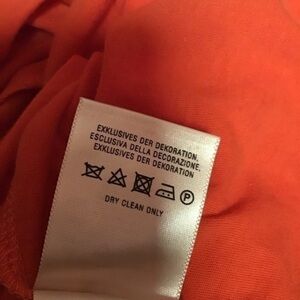 EXKLUSIVES DER DEKORATION.
ESCLUSIVA DELLA DECORAZIONE.
EXKLUSIVES DER DEKORATION
P
DRY CLEAN ONLY